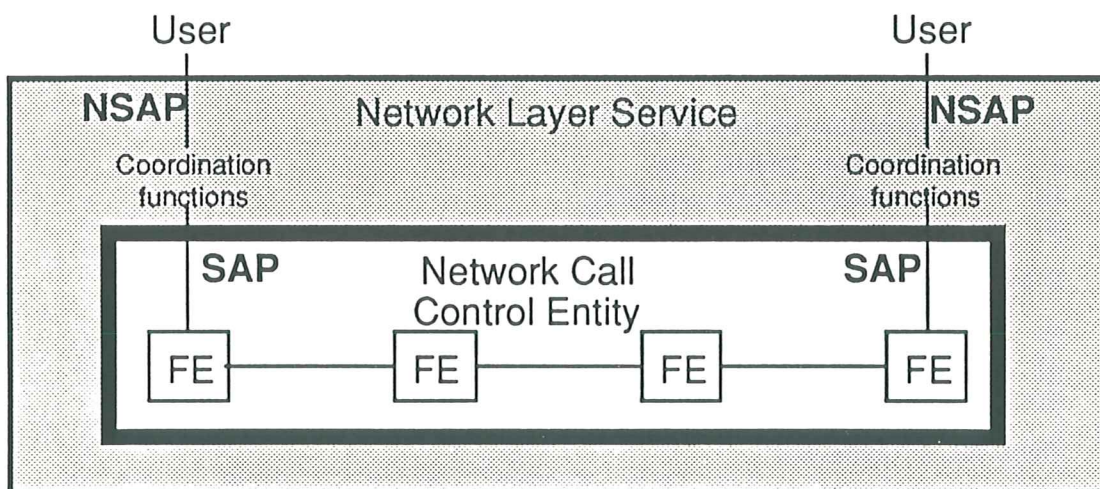 User
User
NSAP
Network Layer Service
NSAP
Coordination
functions
Coordination
functions
SAP
Network Call
Control Entity
SAP
FE
FE
FE
FE